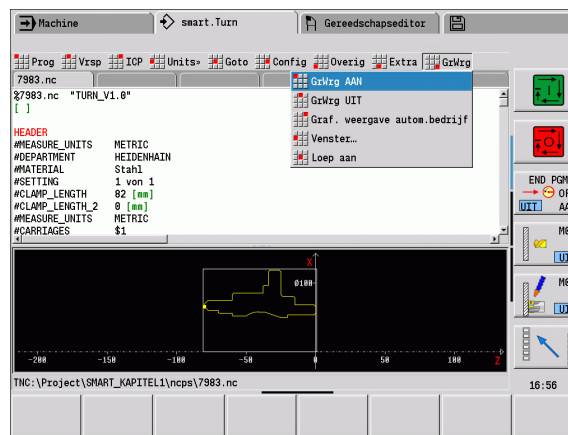 Machine smart.Turn Gereedschapseditor
Prog Vrsp ICP Units» Goto Config Overig Extra GrWrg
7983.nc
GrWrg AAN
GrWrg UIT
Graf. weergave autom.bedrijf
Venster…
Loep aan
%7983.nc "TURN_V1.0"
[ ]
HEADER
#MEASURE_UNITS METRIC
#DEPARTMENT HEIDENHAIN
#MATERIAL Stahl
#SETTING 1 von 1
#CLAMP_LENGTH 82 [mm]
#CLAMP_LENGTH_2 0 [mm]
#MEASURE_UNITS METRIC
#CARRIAGES $1
X
Ø100
-200 -150 -100 -50 0 50 100 Z
TNC:\Project\SMART_KAPITEL1\ncps\7983.nc
END PGM
UIT
16:56